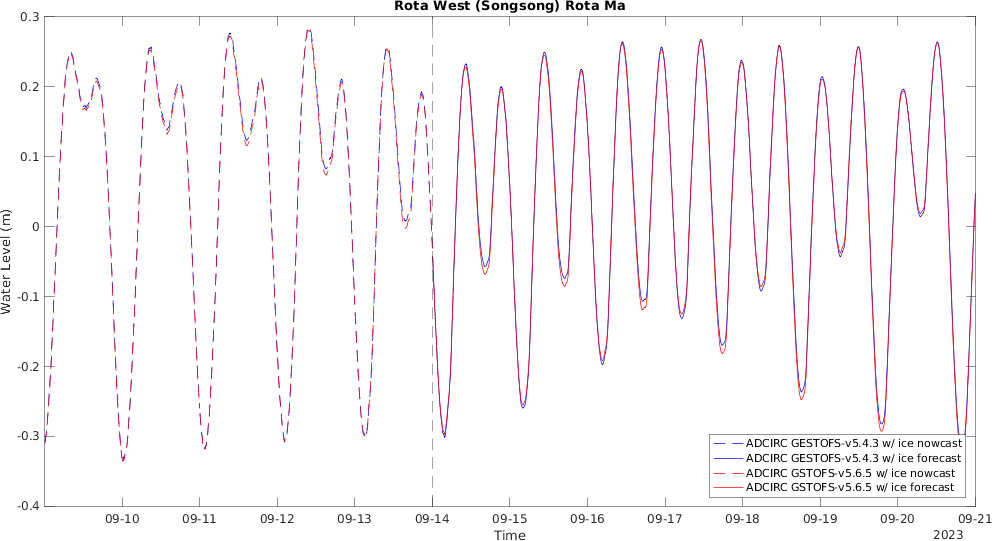 Rota West (Songsong) Rota Ma
Water Level (m)
0.3
0.2
0.1
0
-0.1
-0.2
-0.3
-0.4
ADCIRC GESTOFS-v5.4.3 w/ ice nowcast
ADCIRC GESTOFS-v5.4.3 w/ ice forecast
ADCIRC GSTOFS-v5.6.5 w/ ice nowcast
ADCIRC GSTOFS-v5.6.5 w/ ice forecast
09-10 09-11 09-12 09-13 09-14 09-15 09-16 09-17 09-18 09-19 09-20 09-21
Time
2023